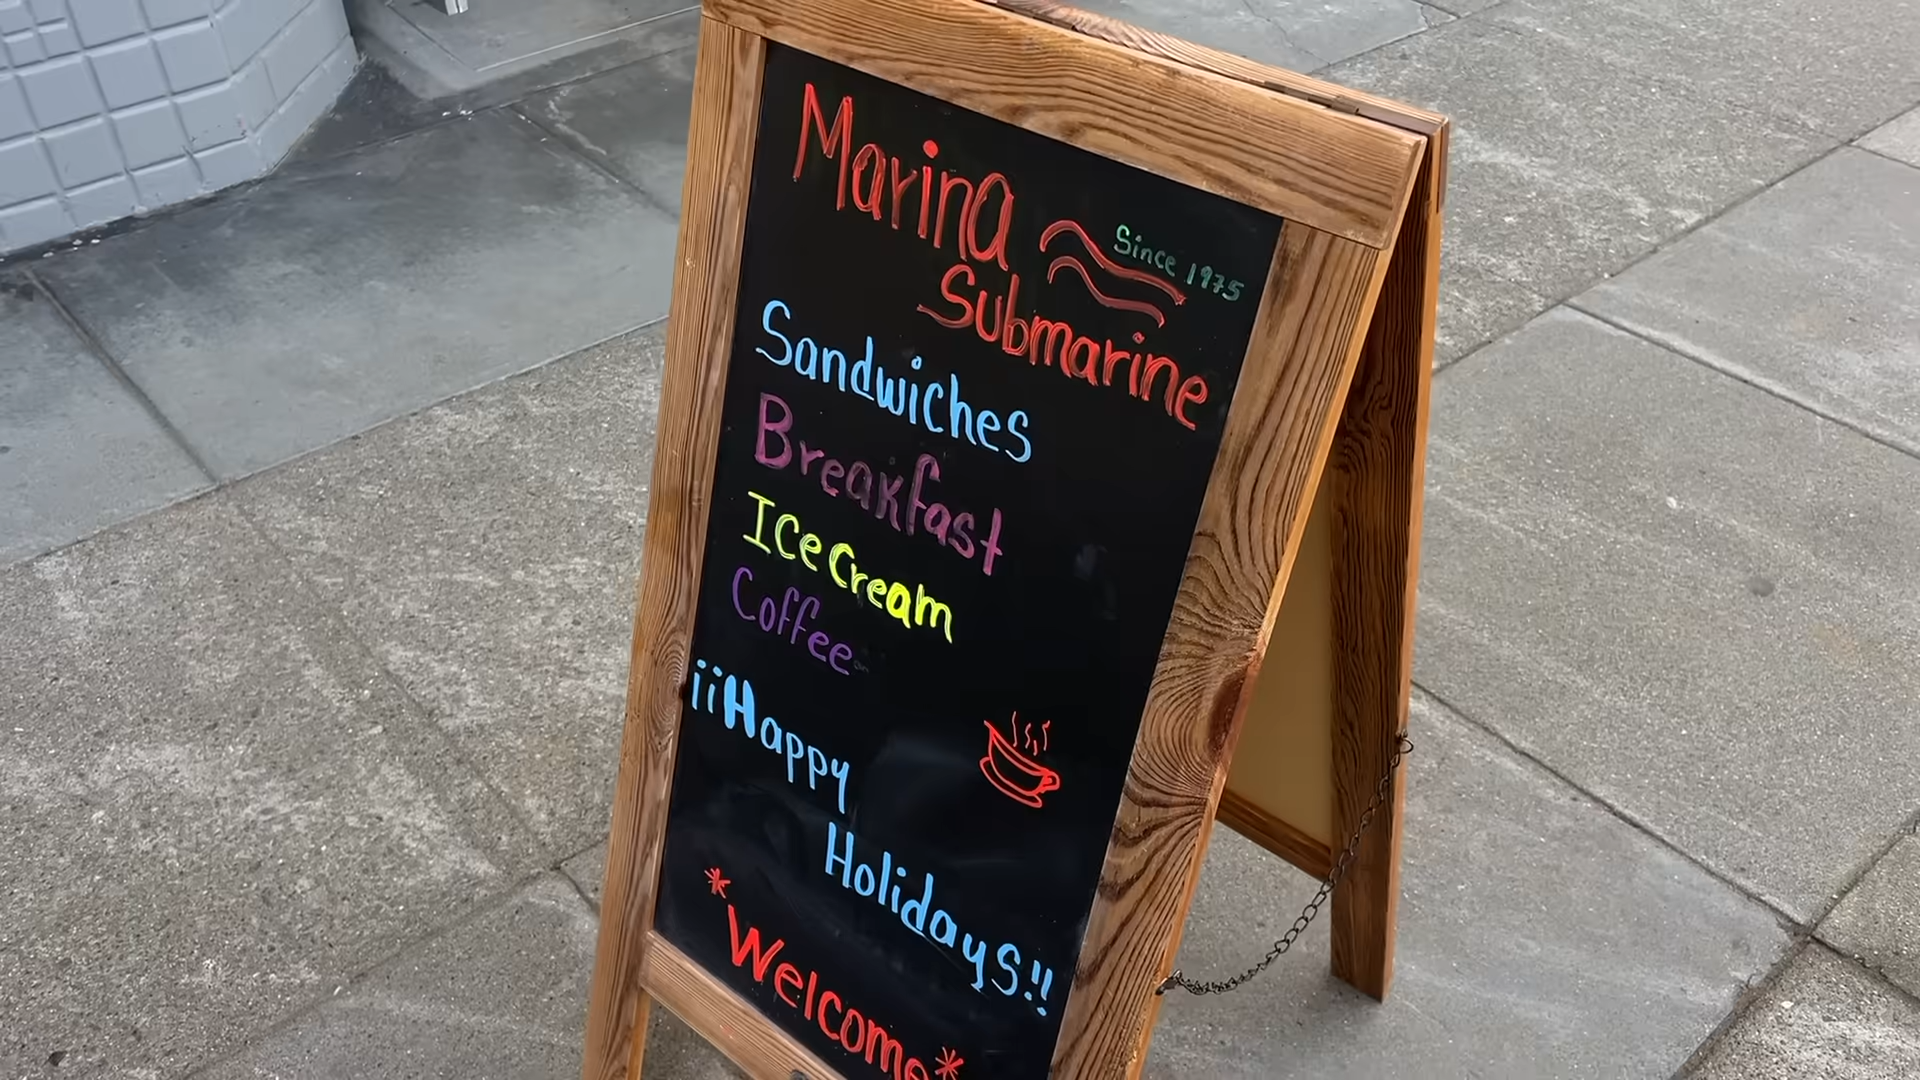 Marina
Since 1975
Submarine
Sandwiches
Breakfast
Ice Cream
Coffee
¡¡Happy
Holidays!!
*Welcome*